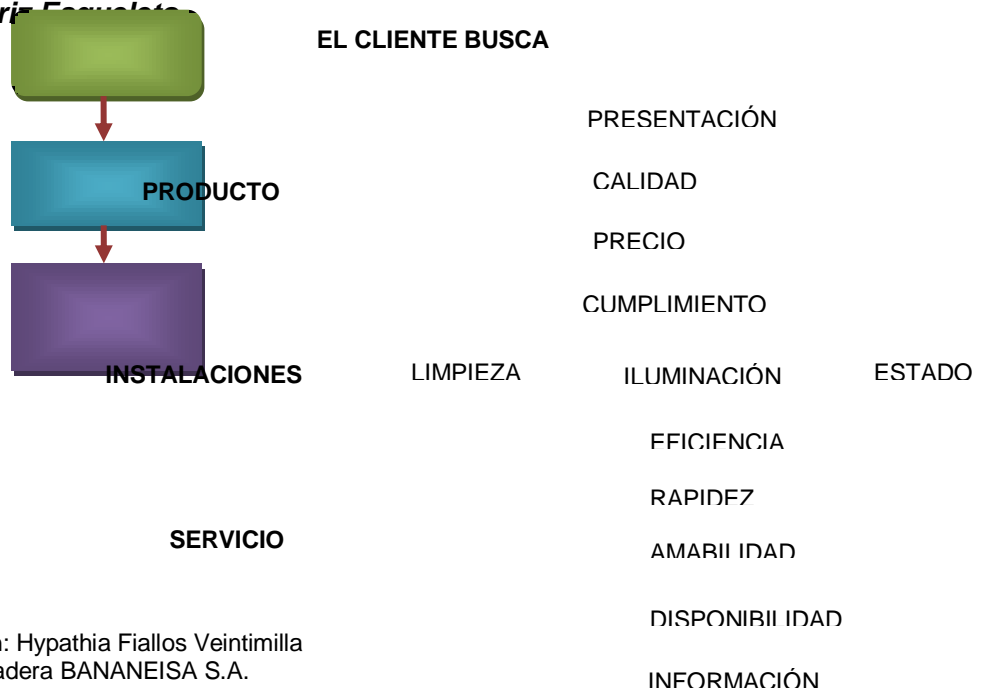 EL CLIENTE BUSCA
PRESENTACIÓN
PRODUCTO
CALIDAD
PRECIO
CUMPLIMIENTO
INSTALACIONES LIMPIEZA ILUMINACIÓN ESTADO
EFICIENCIA
RAPIDEZ
SERVICIO
AMABILIDAD
DISPONIBILIDAD
: Hypathia Fiallos Veintimilla
BANANEISA S.A.
INFORMACIÓN